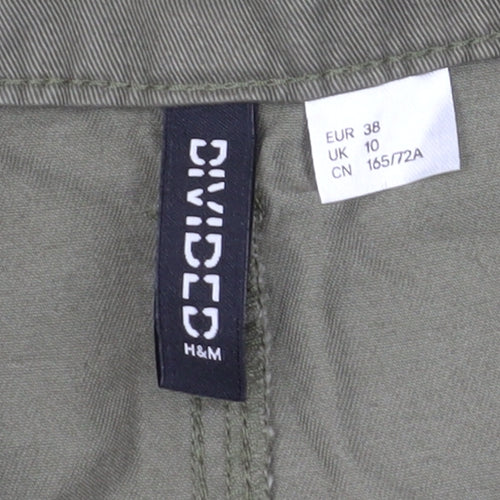 DIVIDED
H&M
EUR 38
UK 10
CN 165/72A